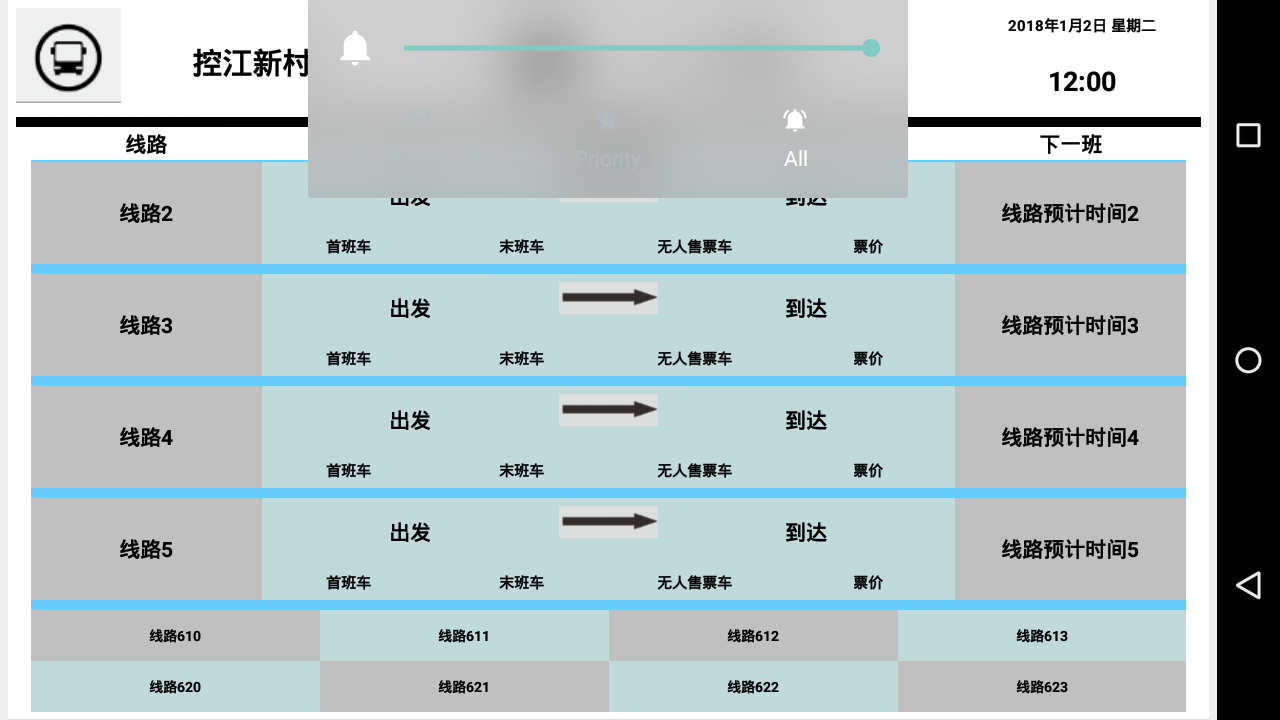 2018年1月2日 星期二
控江新村
12:00
Priority
All
线路
下一班
线路2
出发
到达
线路预计时间2
首班车
末班车
无人售票车
票价
线路3
出发
到达
线路预计时间3
首班车
末班车
无人售票车
票价
线路4
出发
到达
线路预计时间4
首班车
末班车
无人售票车
票价
线路5
出发
到达
线路预计时间5
首班车
末班车
无人售票车
票价
线路610
线路611
线路612
线路613
线路620
线路621
线路622
线路623